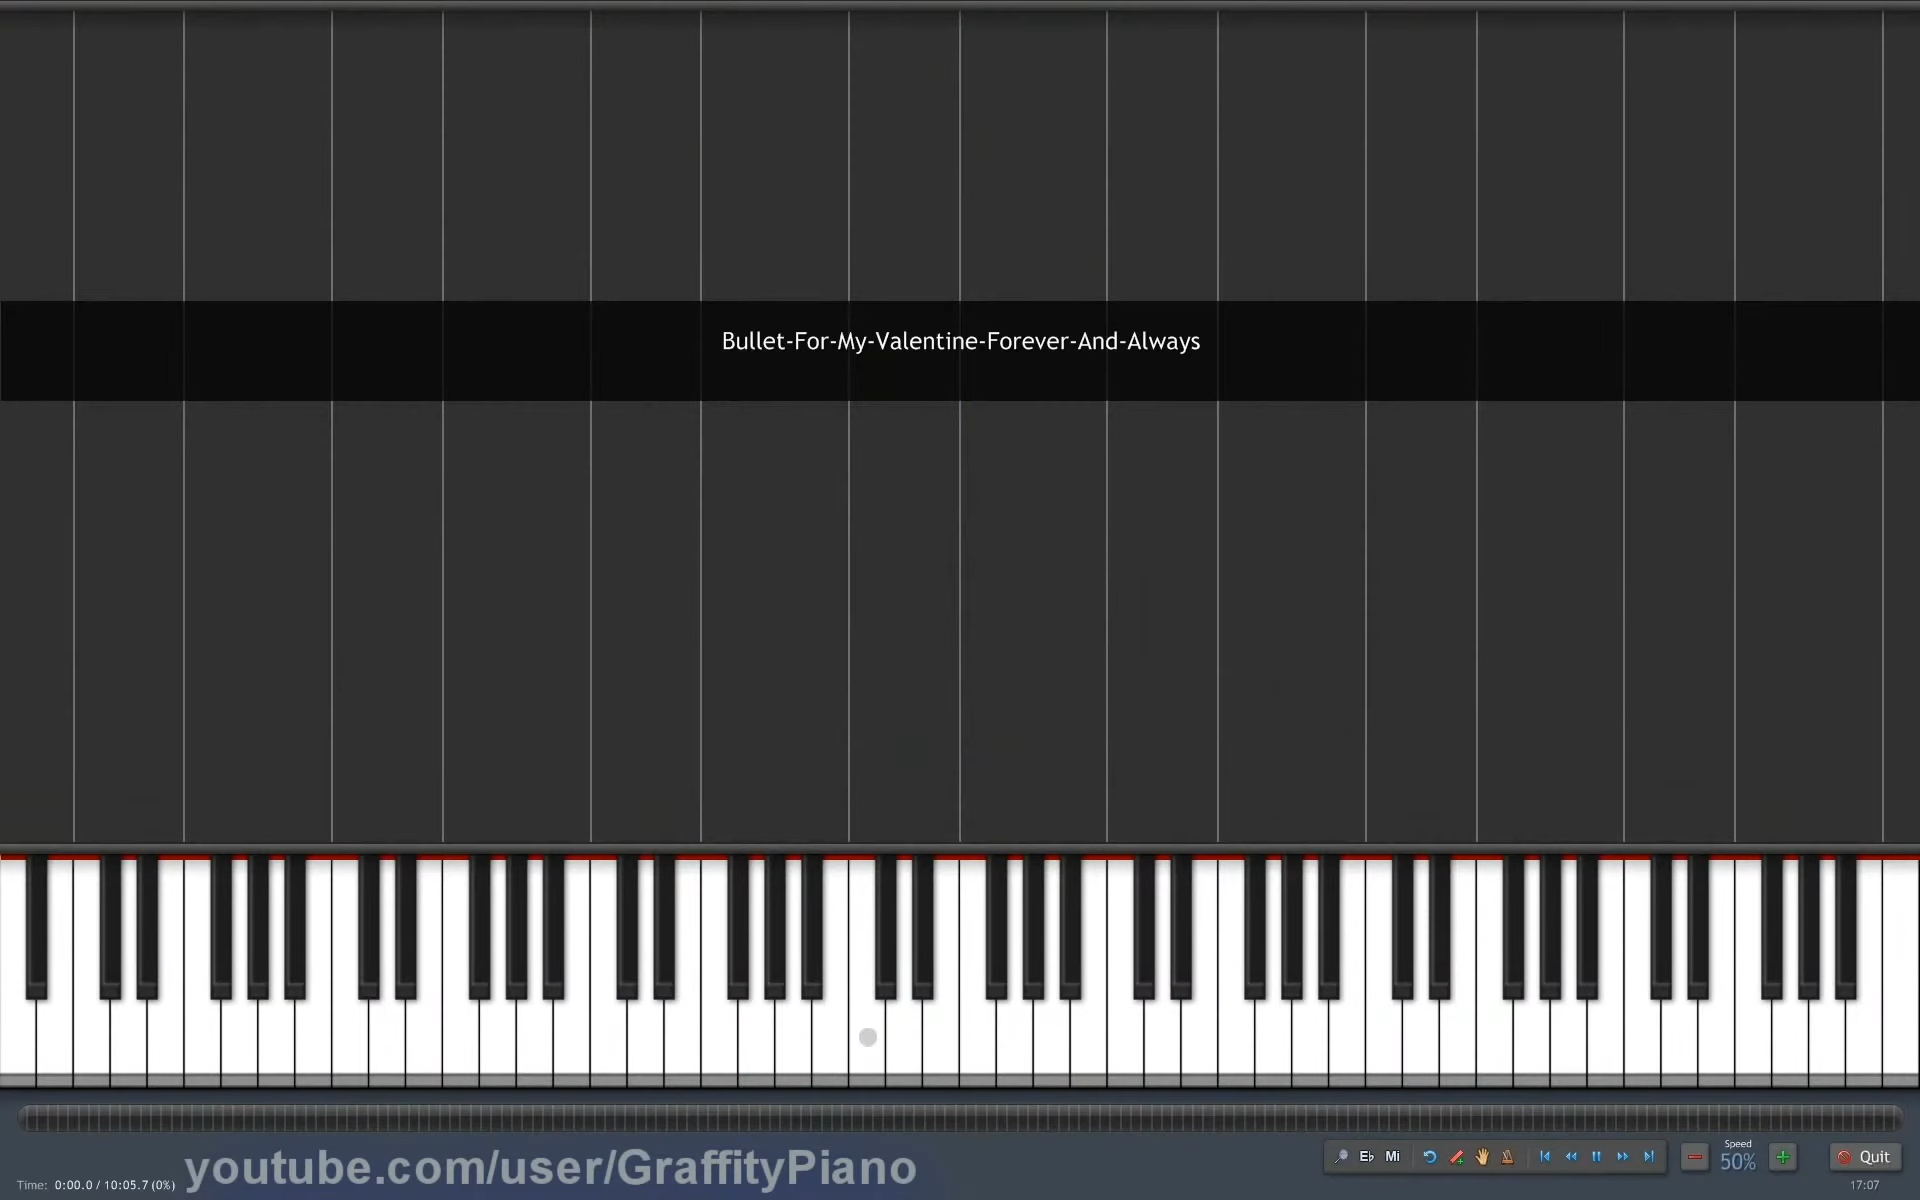 Bullet-For-My-Valentine-Forever-And-Always
Speed
Eb Mi 50% Quit
youtube.com/user/GraffityPiano
Time: 0:00.0 / 10:05.7 (0%)
17:07